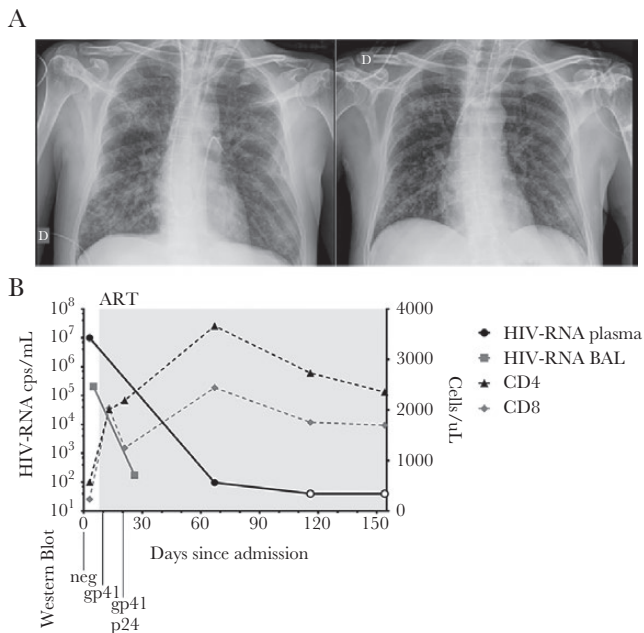 A
D
D
B
ART
10^8
10^7
10^6
10^5
10^4
10^3
10^2
10^1
HIV-RNA cps/mL
4000
3000
2000
1000
0
Cells/uL
HIV-RNA plasma
HIV-RNA BAL
CD4
CD8
0 30 60 90 120 150
Days since admission
Western Blot
neg
gp41
gp41
p24